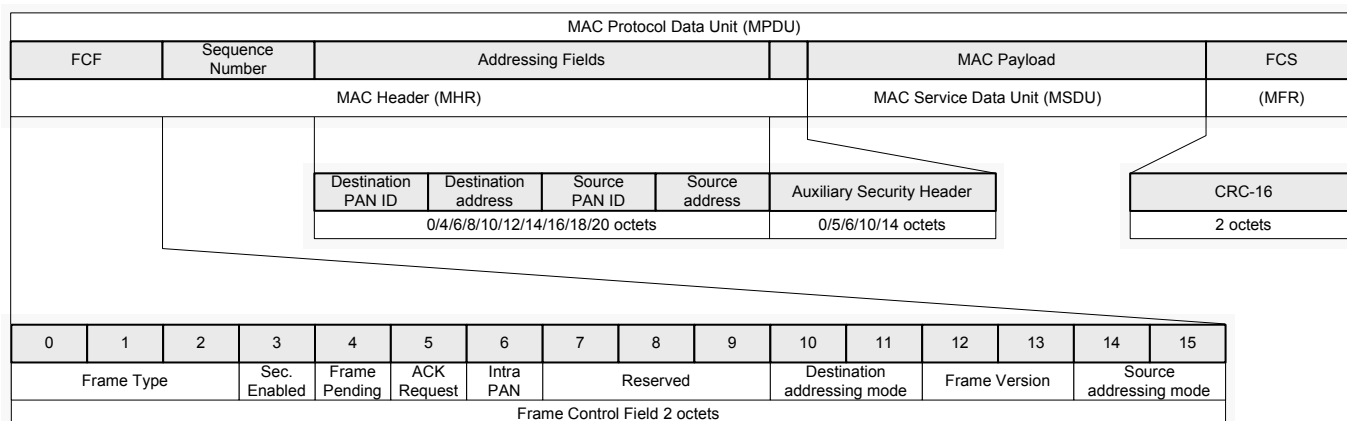 MAC Protocol Data Unit (MPDU)
FCF
Sequence
Number
Addressing Fields
MAC Payload
FCS
MAC Header (MHR)
MAC Service Data Unit (MSDU)
(MFR)
Destination
PAN ID
Destination
address
Source
PAN ID
Source
address
Auxiliary Security Header
CRC-16
0/4/6/8/10/12/14/16/18/20 octets
0/5/6/10/14 octets
2 octets
0 1 2 3 4 5 6 7 8 9 10 11 12 13 14 15
Frame Type
Sec.
Enabled
Frame
Pending
ACK
Request
Intra
PAN
Reserved
Destination
addressing mode
Frame Version
Source
addressing mode
Frame Control Field 2 octets